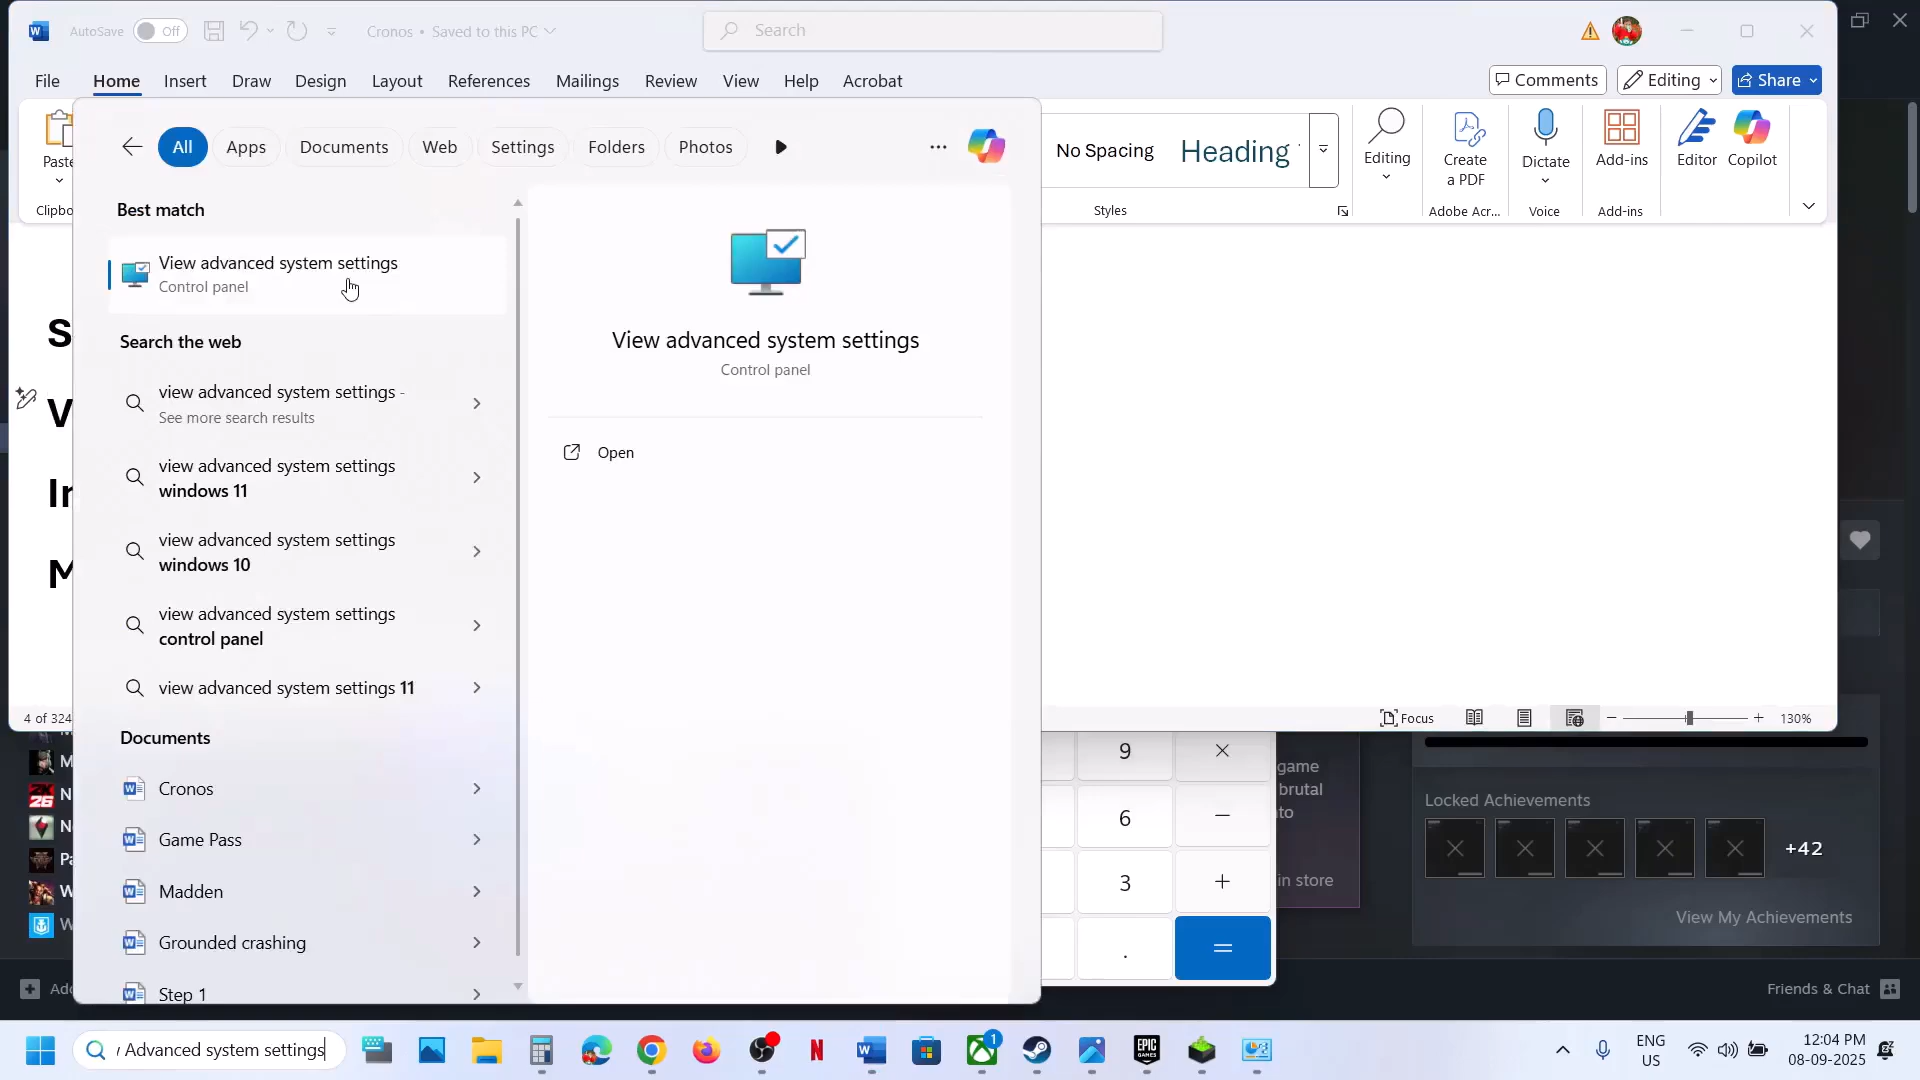 AutoSave Off Cronos • Saved to this PC Search
File Home Insert Draw Design Layout References Mailings Review View Help Acrobat Comments Editing Share
Paste
Clipbo
No Spacing Heading
Styles
Editing
Create
a PDF
Adobe Acr...
Dictate
Voice
Add-ins
Add-ins
Editor
Copilot
All Apps Documents Web Settings Folders Photos
Best match
View advanced system settings
Control panel
Search the web
view advanced system settings -
See more search results
view advanced system settings
windows 11
view advanced system settings
windows 10
view advanced system settings
control panel
view advanced system settings 11
Documents
Cronos
Game Pass
Madden
Grounded crashing
Step 1
View advanced system settings
Control panel
Open
S
V
In
M
4 of 324
Focus
130%
9 ×
6 −
3 +
. =
game
brutal
in store
Locked Achievements
+42
View My Achievements
Friends & Chat
Advanced system settings
1
EPIC
GAMES
ENG
US
12:04 PM
08-09-2025